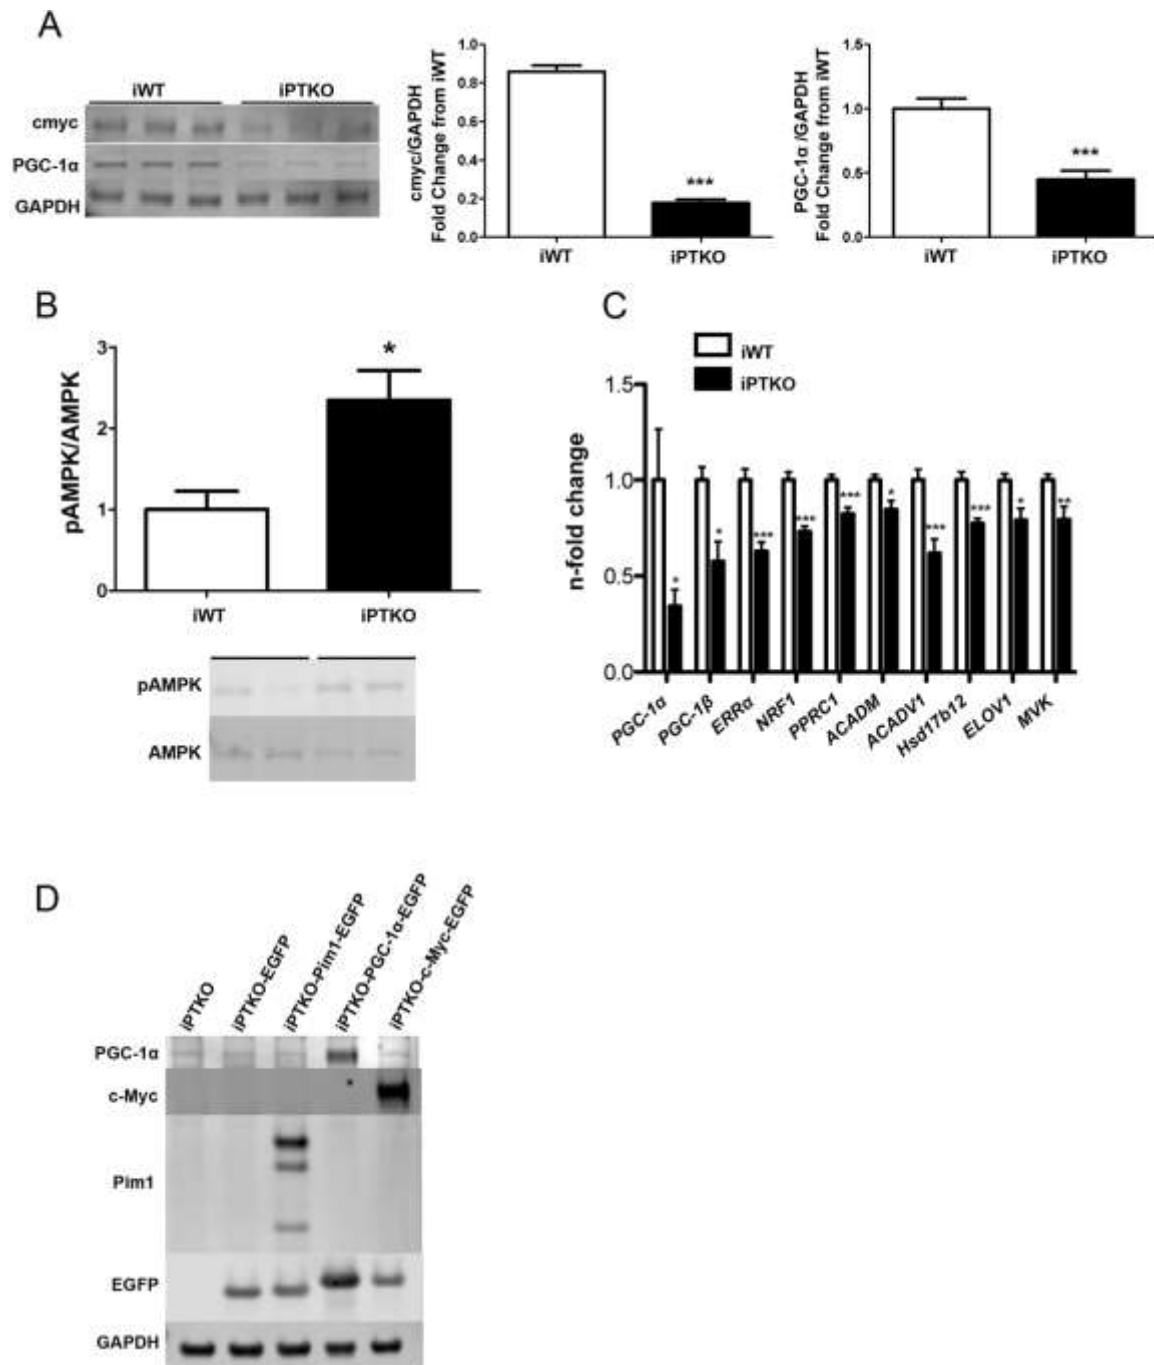 A
iWT
iPTKO
cmyc
PGC-1α
GAPDH
cmyc/GAPDH
Fold Change from iWT
1.0
0.8
0.6
0.4
0.2
0.0
***
iWT
iPTKO
PGC-1α /GAPDH
Fold Change from iWT
1.5
1.0
0.5
0.0
***
iWT
iPTKO
B
pAMPK/AMPK
3
2
1
0
*
iWT
iPTKO
pAMPK
AMPK
C
iWT
iPTKO
n-fold change
1.5
1.0
0.5
0.0
*
*
***
***
***
*
***
***
*
**
PGC-1α
PGC-1β
ERRα
NRF1
PPRC1
ACADM
ACADV1
Hsd17b12
ELOV1
MVK
D
iPTKO
iPTKO-EGFP
iPTKO-Pim1-EGFP
iPTKO-PGC-1α-EGFP
iPTKO-c-Myc-EGFP
PGC-1α
c-Myc
Pim1
EGFP
GAPDH